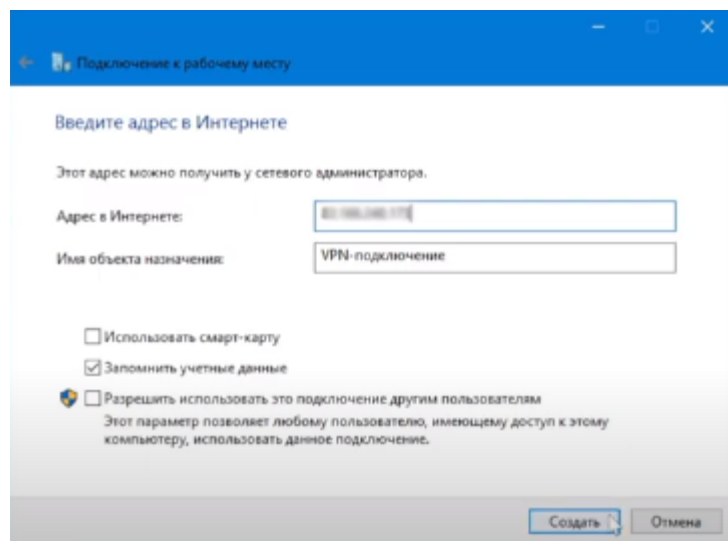 Подключение к рабочему месту
Введите адрес в Интернете
Этот адрес можно получить у сетевого администратора.
Адрес в Интернете:
Имя объекта назначения: VPN-подключение
Использовать смарт-карту
Запомнить учетные данные
Разрешить использовать это подключение другим пользователям
Этот параметр позволяет любому пользователю, имеющему доступ к этому
компьютеру, использовать данное подключение.
Создать Отмена